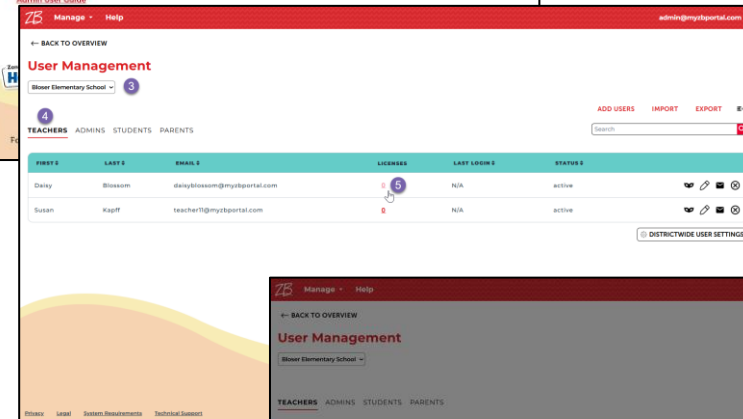 Admin User Guide
ZB Manage Help admin@myzbportal.com
← BACK TO OVERVIEW
User Management
Bloser Elementary School 3
4
ADD USERS IMPORT EXPORT
TEACHERS ADMINS STUDENTS PARENTS Search
FIRST LAST EMAIL LICENSES LAST LOGIN STATUS
Daisy Blossom daisyblossom@myzbportal.com 0 5 N/A active
Susan Kapff teacher11@myzbportal.com 0 N/A active
DISTRICTWIDE USER SETTINGS
ZB Manage Help
← BACK TO OVERVIEW
User Management
Bloser Elementary School
TEACHERS ADMINS STUDENTS PARENTS
Privacy Legal System Requirements Technical Support